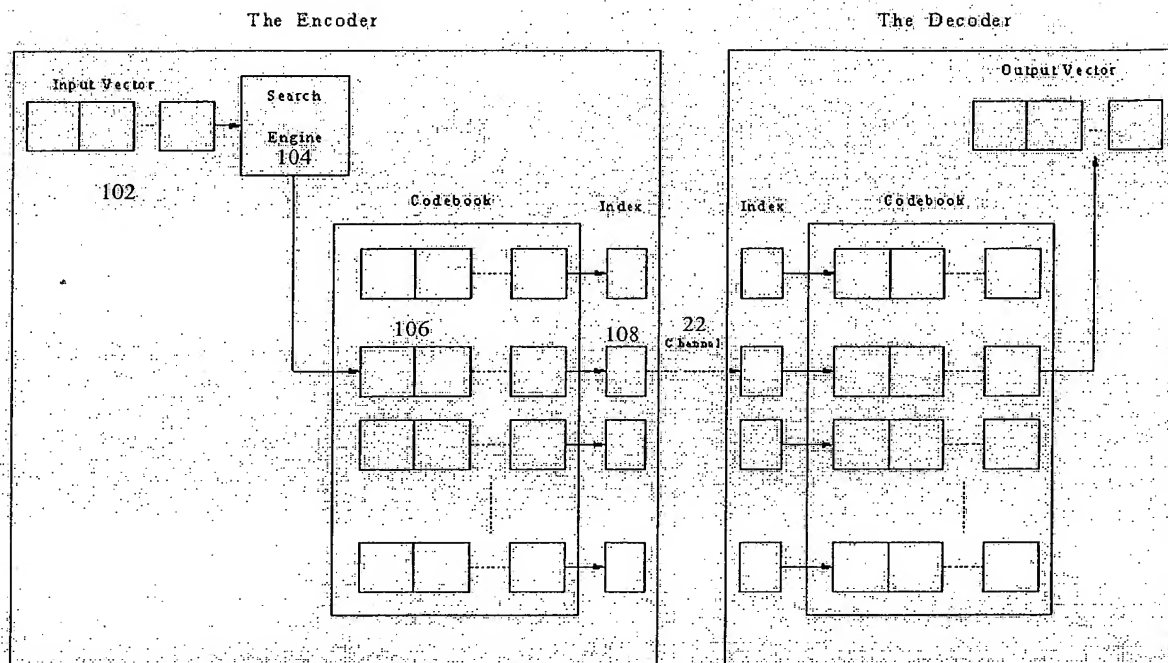 The Encoder
The Decoder
Input Vector
Search
Engine
104
102
Output Vector
Codebook
Index
Index
Codebook
106
108
22
Channel